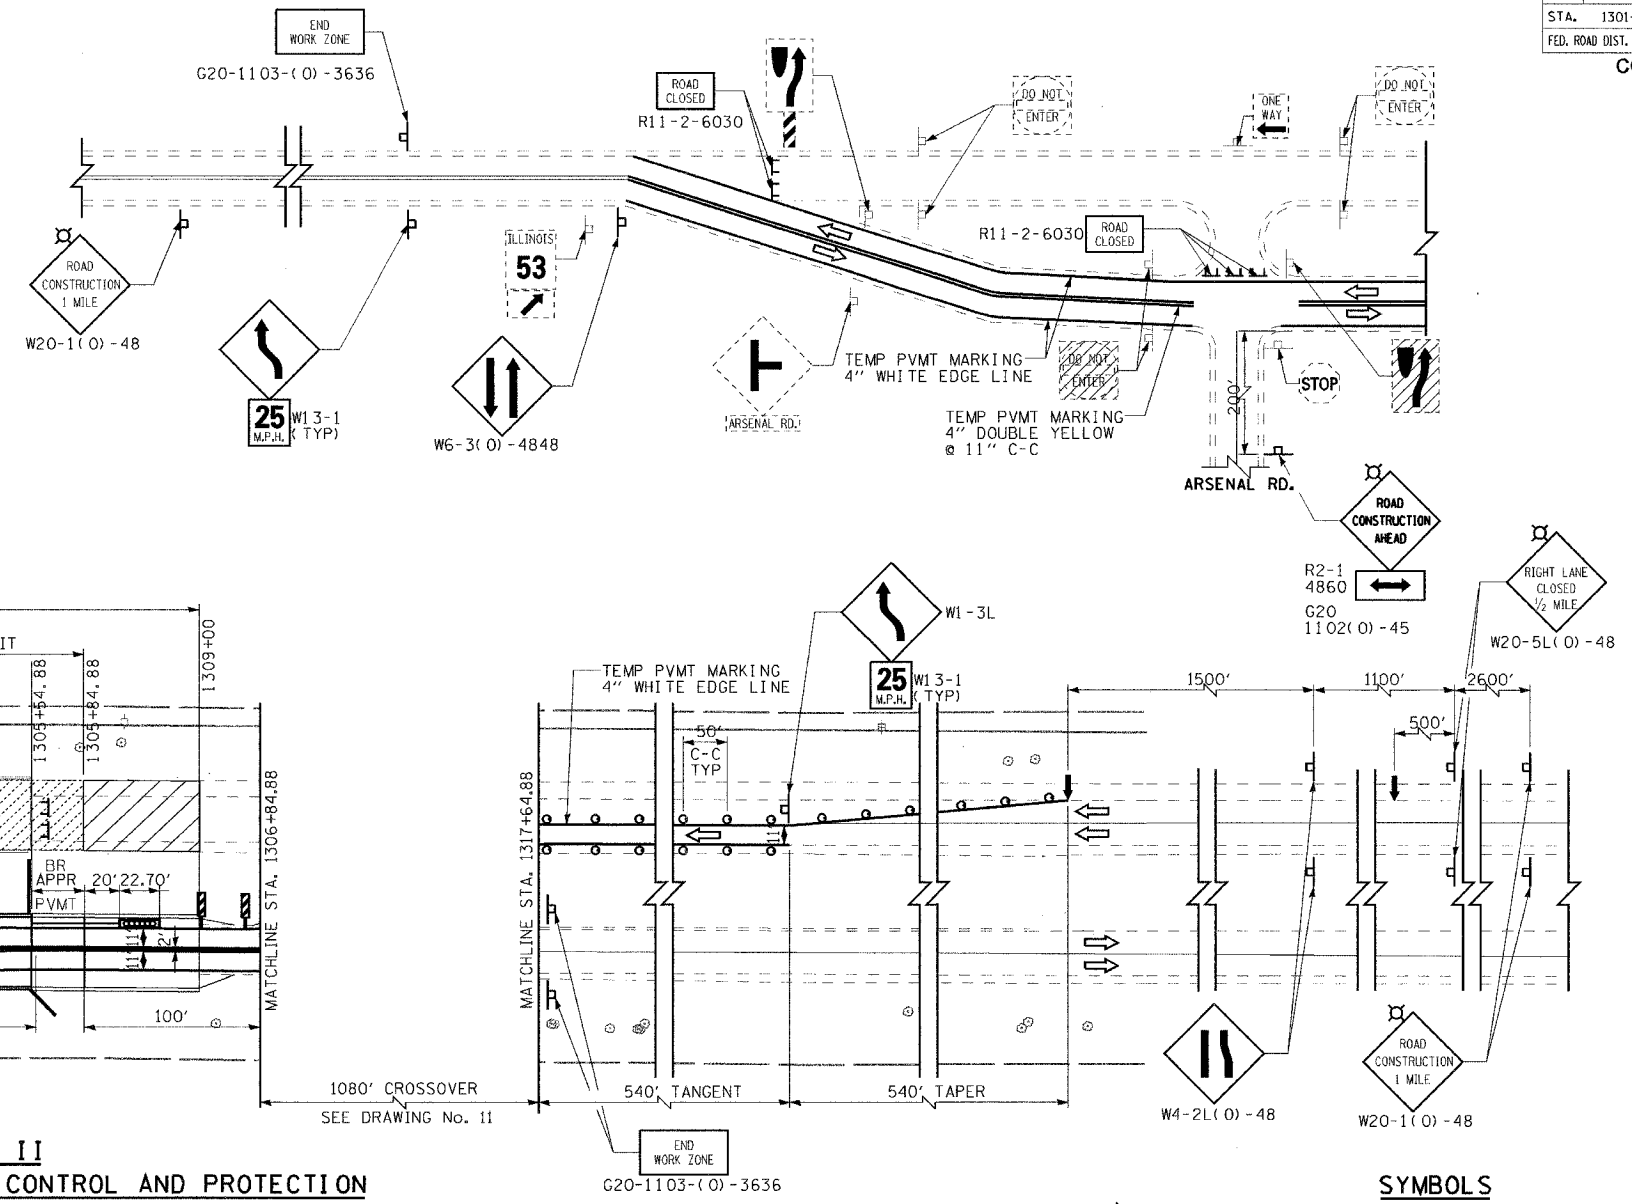 STA. 1301-
FED. ROAD DIST.
END
WORK ZONE
G20-1103-(O)-3636
ROAD
CLOSED
R11-2-6030
DO NOT
ENTER
ONE
WAY
DO NOT
ENTER
ROAD
CONSTRUCTION
1 MILE
W20-1(O)-48
25
M.P.H.
W13-1
(TYP)
ILLINOIS
53
W6-3(O)-4848
R11-2-6030
ROAD
CLOSED
ARSENAL RD.
TEMP PVMT MARKING
4" WHITE EDGE LINE
DO NOT
ENTER
TEMP PVMT MARKING
4" DOUBLE YELLOW
@ 11" C-C
200'
STOP
ARSENAL RD.
ROAD
CONSTRUCTION
AHEAD
R2-1
4860
G20
1102(O)-45
RIGHT LANE
CLOSED
1/2 MILE
W20-5L(O)-48
IT
1305+54.88
1305+84.88
1309+00
TEMP PVMT MARKING
4" WHITE EDGE LINE
W1-3L
25
M.P.H.
W13-1
(TYP)
1500'
1100'
2600'
500'
50'
C-C
TYP
11'
BR
APPR
PVMT
20'
22.70'
11'
11'
2'
100'
MATCHLINE STA. 1306+84.88
MATCHLINE STA. 1317+64.88
1080' CROSSOVER
SEE DRAWING No. 11
540' TANGENT
540' TAPER
W4-2L(O)-48
ROAD
CONSTRUCTION
1 MILE
W20-1(O)-48
END
WORK ZONE
G20-1103-(O)-3636
II
CONTROL AND PROTECTION
SYMBOLS